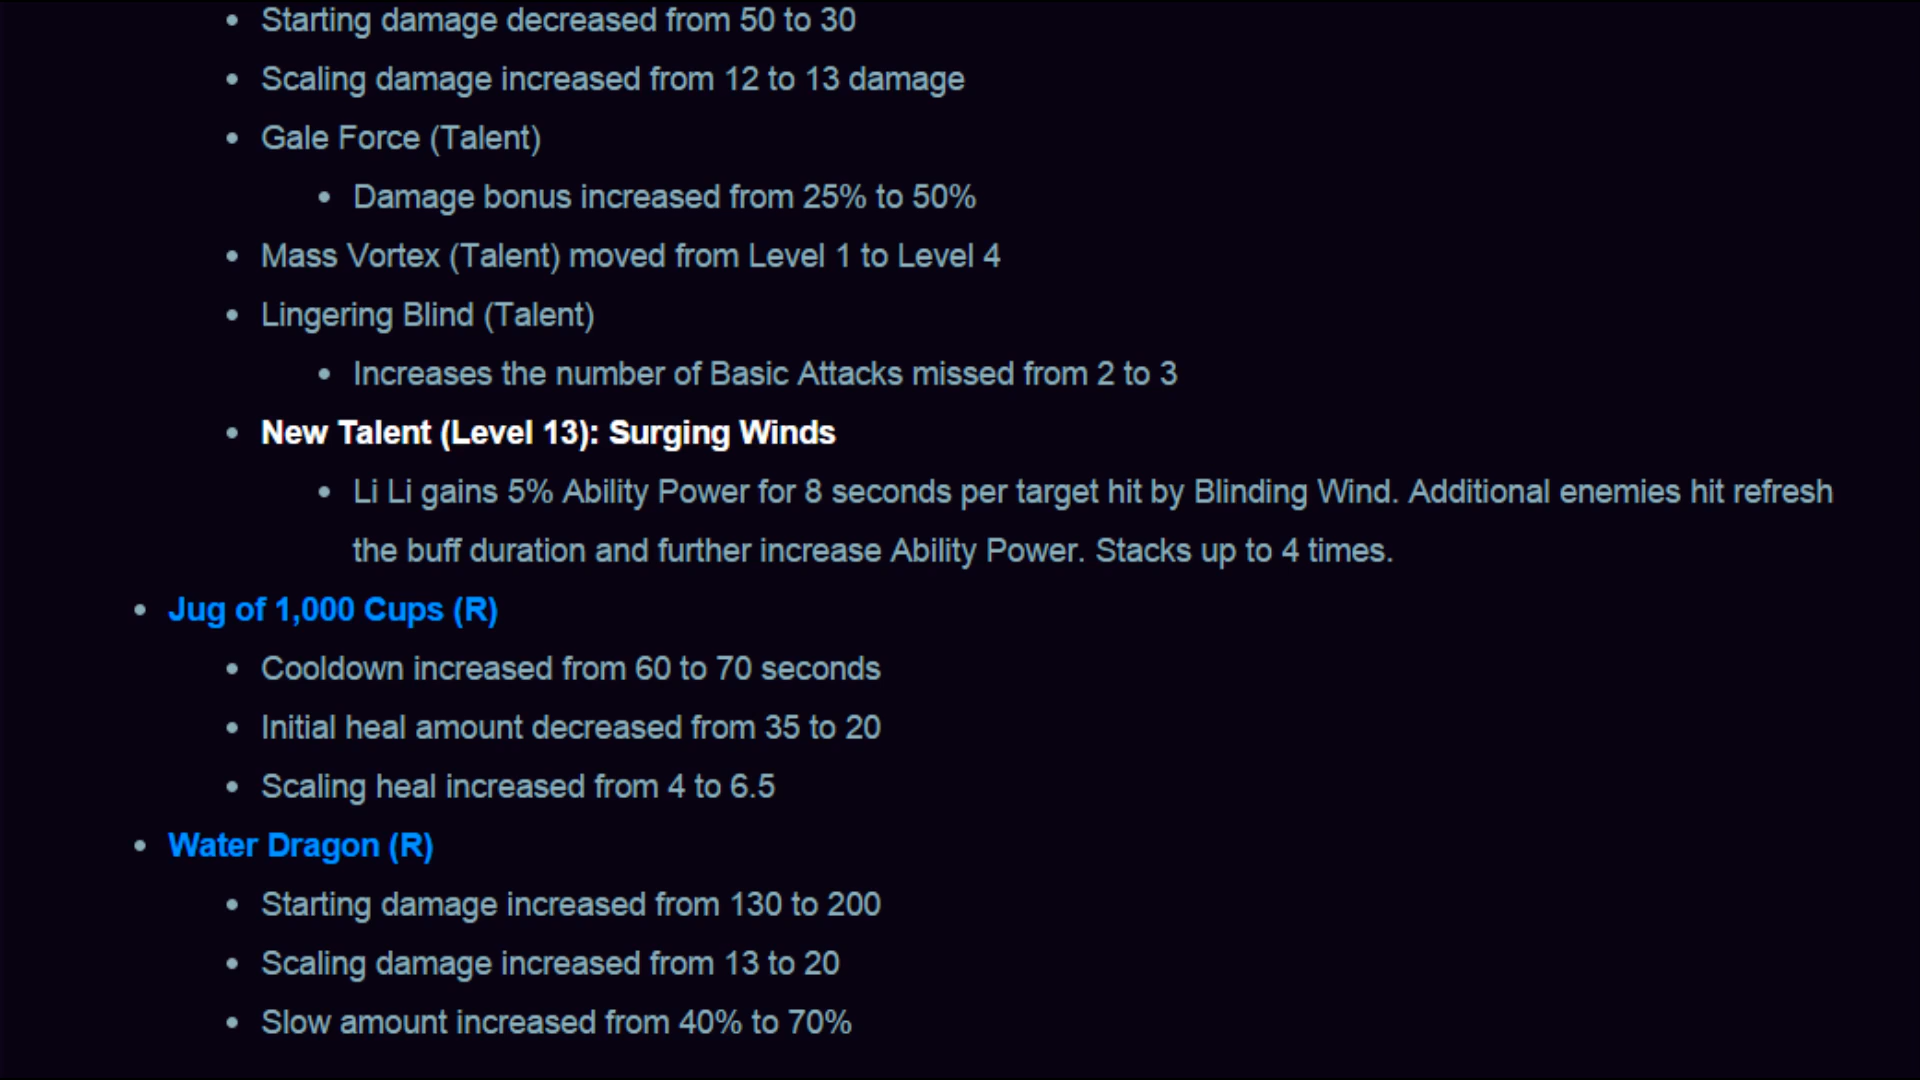 • Starting damage decreased from 50 to 30
• Scaling damage increased from 12 to 13 damage
• Gale Force (Talent)
• Damage bonus increased from 25% to 50%
• Mass Vortex (Talent) moved from Level 1 to Level 4
• Lingering Blind (Talent)
• Increases the number of Basic Attacks missed from 2 to 3
• New Talent (Level 13): Surging Winds
• Li Li gains 5% Ability Power for 8 seconds per target hit by Blinding Wind. Additional enemies hit refresh
the buff duration and further increase Ability Power. Stacks up to 4 times.
• Jug of 1,000 Cups (R)
• Cooldown increased from 60 to 70 seconds
• Initial heal amount decreased from 35 to 20
• Scaling heal increased from 4 to 6.5
• Water Dragon (R)
• Starting damage increased from 130 to 200
• Scaling damage increased from 13 to 20
• Slow amount increased from 40% to 70%